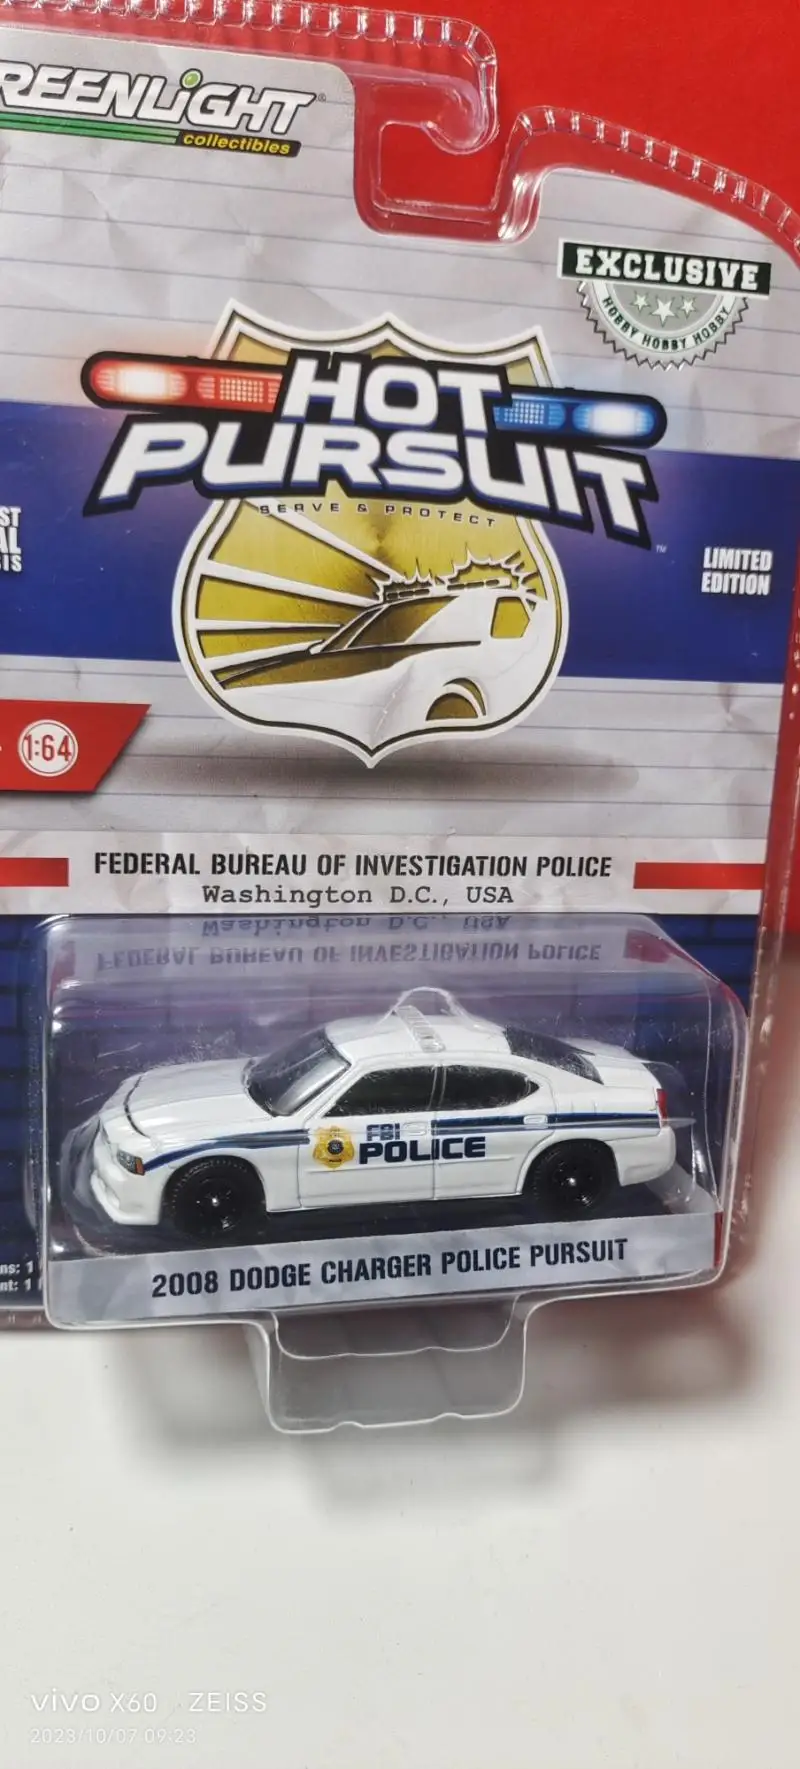 REENLIGHT®
collectibles
EXCLUSIVE
HOBBY HOBBY HOBBY
HOT
PURSUIT
SERVE & PROTECT
™
LIMITED
EDITION
1:64
FEDERAL BUREAU OF INVESTIGATION POLICE
Washington D.C., USA
FBI
POLICE
2008 DODGE CHARGER POLICE PURSUIT
vivo X60 ZEISS
2023/10/07 09:23